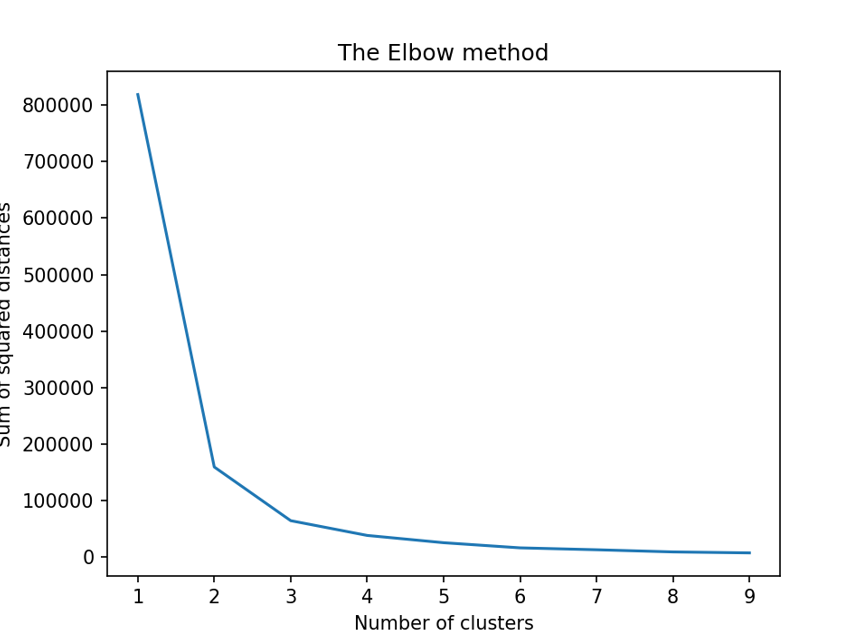 The Elbow method
800000
700000
600000
500000
400000
300000
200000
100000
0
Sum of squared distances
1 2 3 4 5 6 7 8 9
Number of clusters